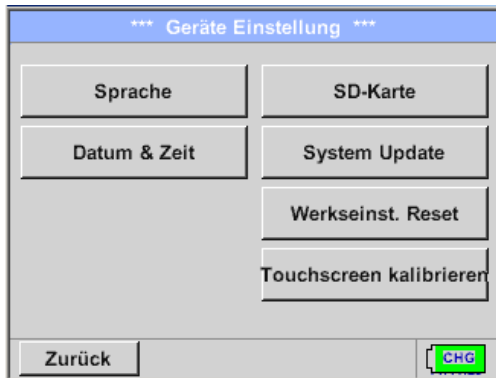 *** Geräte Einstellung ***
Sprache
SD-Karte
Datum & Zeit
System Update
Werkseinst. Reset
Touchscreen kalibrieren
Zurück
CHG